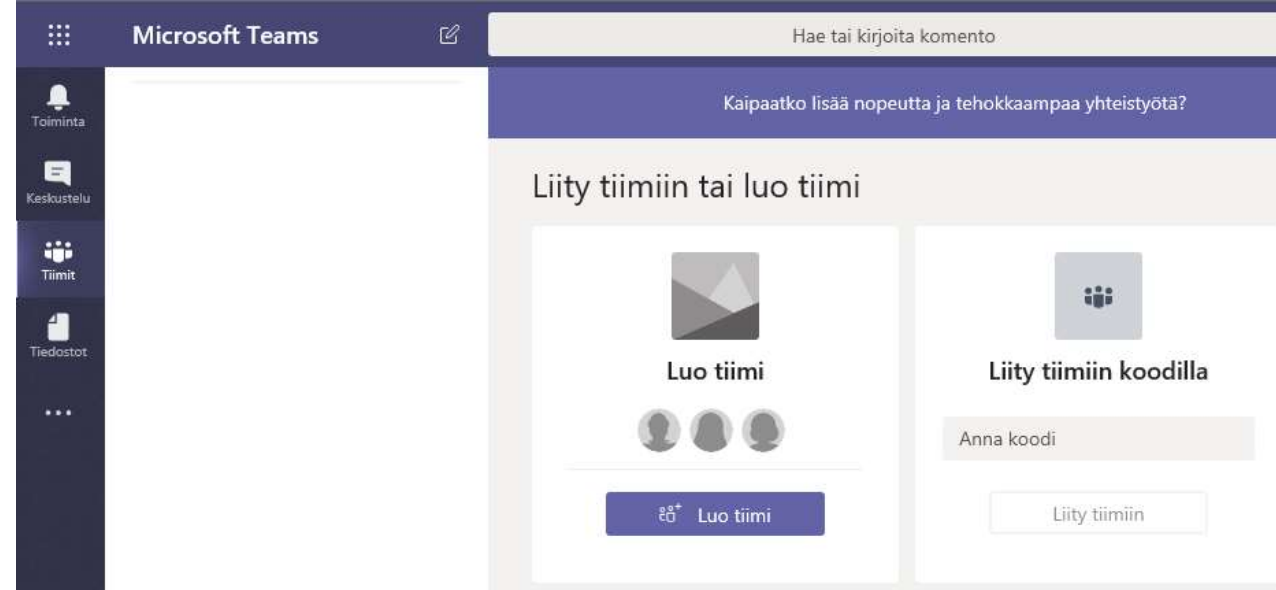 Microsoft Teams
Hae tai kirjoita komento
Toiminta
Keskustelu
Tiimit
Tiedostot
Kaipaatko lisää nopeutta ja tehokkaampaa yhteistyötä?
Liity tiimiin tai luo tiimi
Luo tiimi
Luo tiimi
Liity tiimiin koodilla
Anna koodi
Liity tiimiin